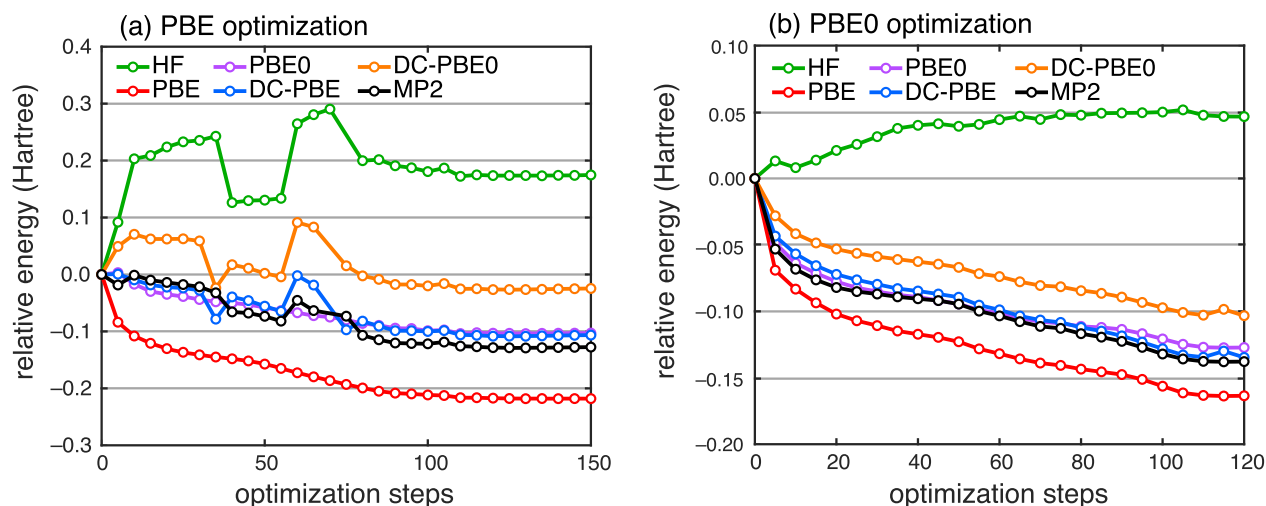 (a) PBE optimization
0.4
0.3
0.2
0.1
0.0
−0.1
−0.2
−0.3
relative energy (Hartree)
HF PBE0 DC-PBE0
PBE DC-PBE MP2
0 50 100 150
optimization steps
(b) PBE0 optimization
0.10
0.05
0.00
−0.05
−0.10
−0.15
−0.20
relative energy (Hartree)
HF PBE0 DC-PBE0
PBE DC-PBE MP2
0 20 40 60 80 100 120
optimization steps